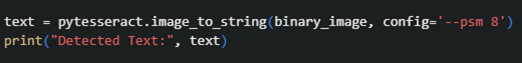 text = pytesseract.image_to_string(binary_image, config='--psm 8')
print("Detected Text:", text)